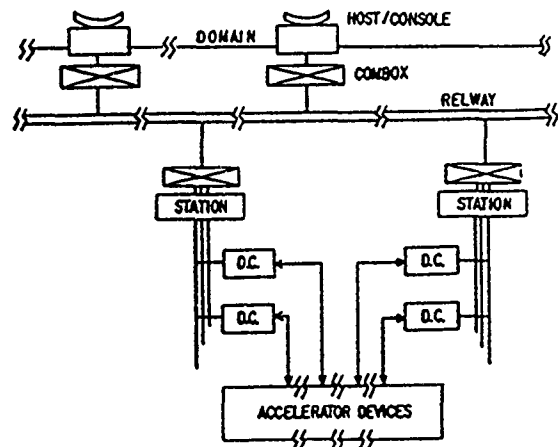 HOST/CONSOLE
DOMAIN
COMBOX
RELWAY
STATION
STATION
D.C.
D.C.
D.C.
D.C.
ACCELERATOR DEVICES